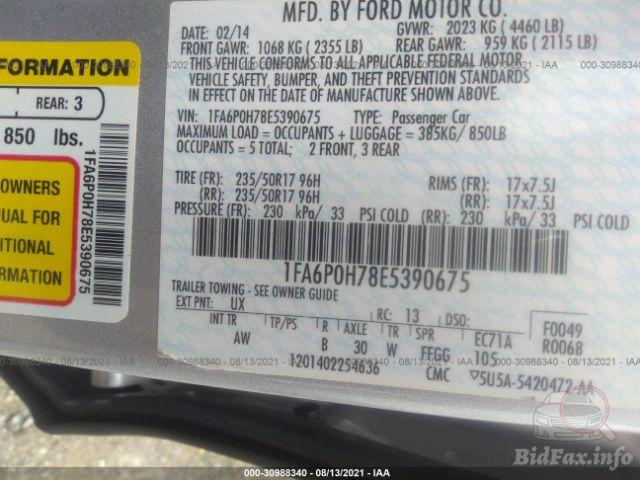 MFD. BY FORD MOTOR CO.
DATE: 02/14 GVWR: 2023 KG ( 4460 LB)
FRONT GAWR: 1068 KG ( 2355 LB) REAR GAWR: 959 KG ( 2115 LB)
THIS VEHICLE CONFORMS TO ALL APPLICABLE FEDERAL MOTOR
VEHICLE SAFETY, BUMPER, AND THEFT PREVENTION STANDARDS
IN EFFECT ON THE DATE OF MANUFACTURE SHOWN ABOVE.
VIN: 1FA6P0H78E5390675 TYPE: Passenger Car
MAXIMUM LOAD = OCCUPANTS + LUGGAGE = 385KG/ 850LB
OCCUPANTS = 5 TOTAL: 2 FRONT, 3 REAR
TIRE (FR): 235/50R17 96H RIMS (FR): 17x7.5J
(RR): 235/50R17 96H (RR): 17x7.5J
PRESSURE (FR): 230 kPa/ 33 PSI COLD (RR): 230 kPa/ 33 PSI COLD
1FA6P0H78E5390675
TRAILER TOWING - SEE OWNER GUIDE
EXT PNT: UX RC: 13 DSO:
INT TR TP/PS R AXLE TR SPR EC71A F0049
AW B 30 W FFGG 105 R0068
1201402254636 CMC ▽5U5A-5420472-AA
FORMATION
REAR: 3
850 lbs.
OWNERS
UAL FOR
ITIONAL
MATION
1FA6P0H78E5390675
000-30988340 - 08/13/2021 - IAA
BidFax.info